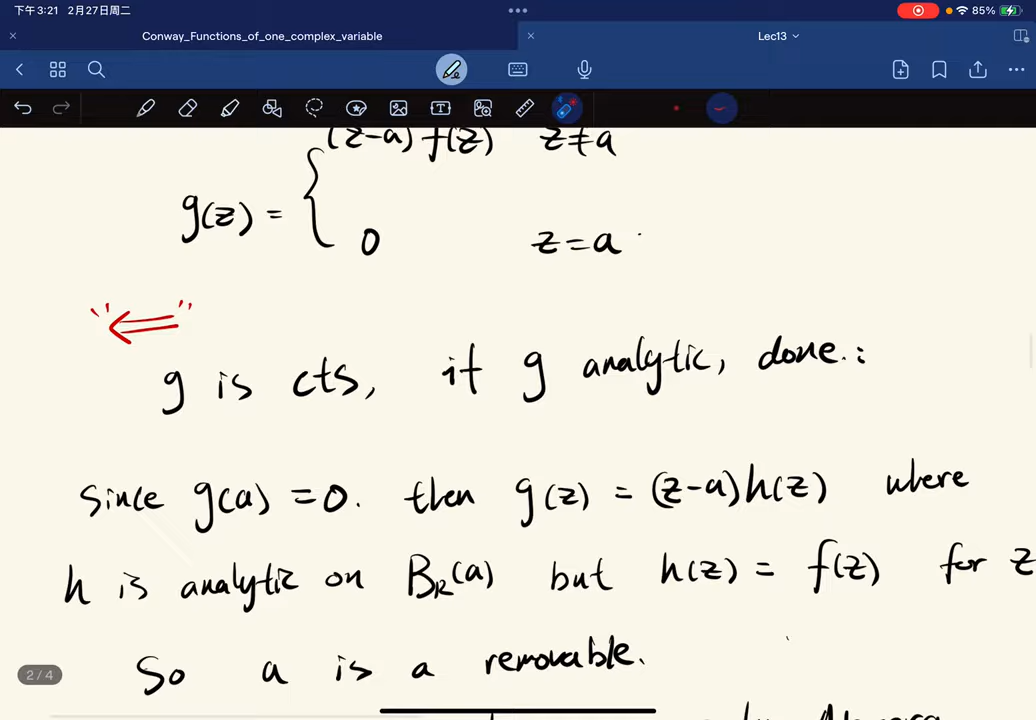 下午3:21 2月27日周二
85%
Conway_Functions_of_one_complex_variable
Lec13
(z-a) f(z) z≠a
g(z) = {
0 z=a
"⇐"
g is cts, if g analytic, done.:
Since g(a) = 0. then g(z) = (z-a)h(z) where
h is analytic on B_R(a) but h(z) = f(z) for z
So a is a removable.
2/4